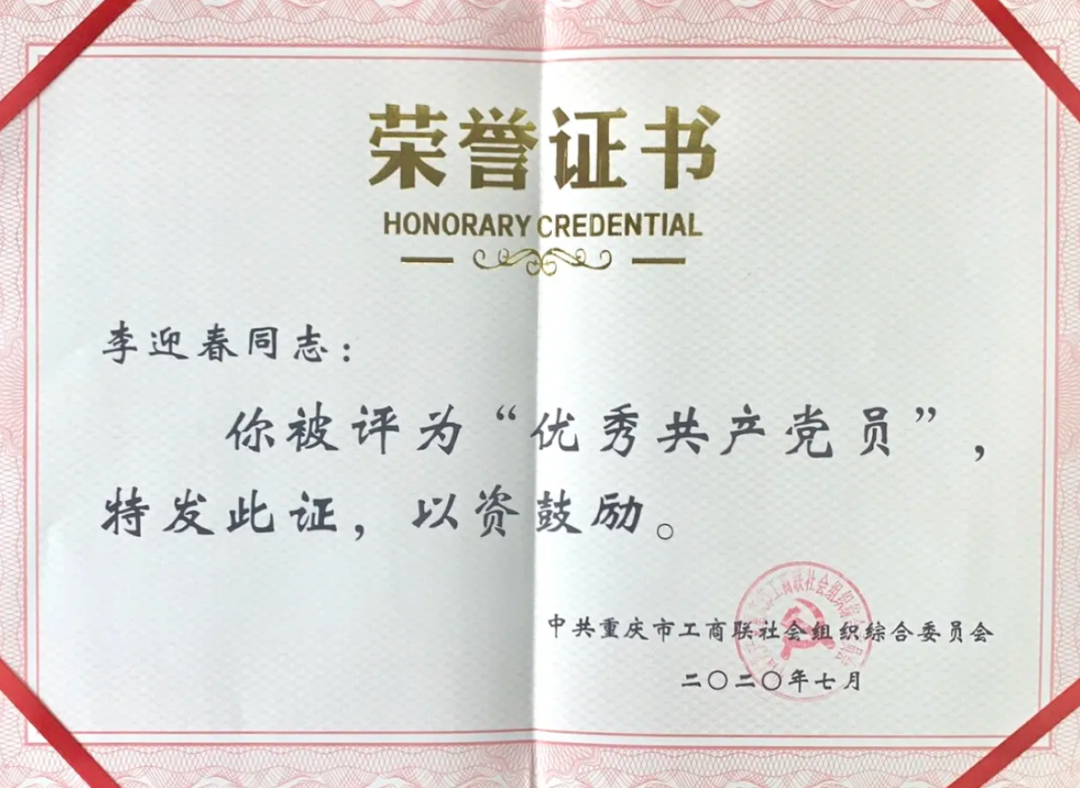 荣誉证书
HONORARY CREDENTIAL
李迎春同志：
你被评为“优秀共产党员”，
特发此证，以资鼓励。
中共重庆市工商联社会组织综合委员会
二〇二〇年七月